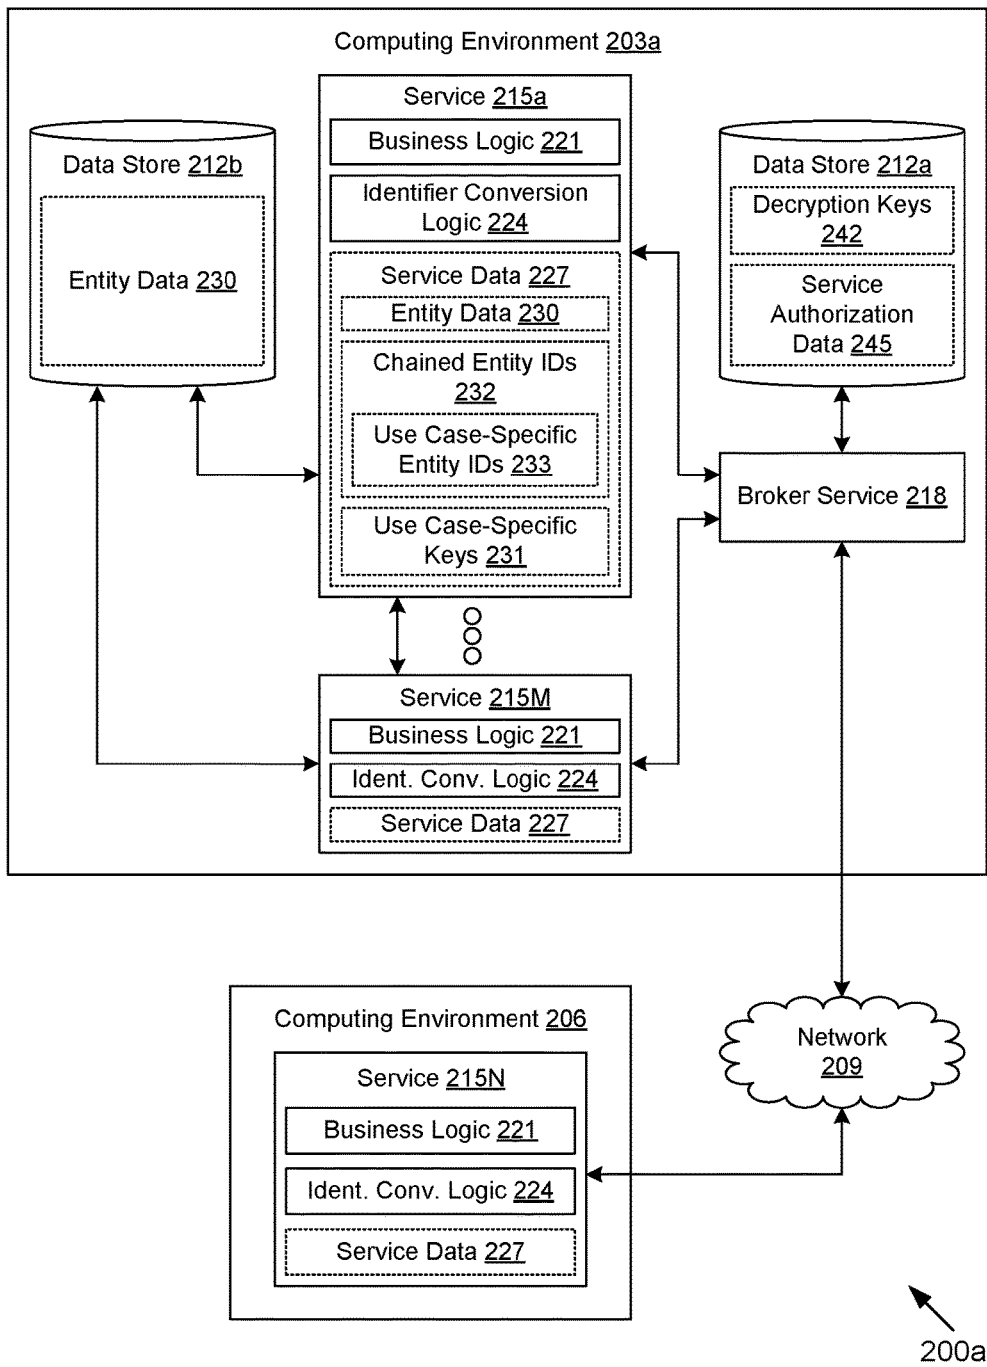 Computing Environment 203a
Service 215a
Business Logic 221
Identifier Conversion
Logic 224
Service Data 227
Entity Data 230
Chained Entity IDs
232
Use Case-Specific
Entity IDs 233
Use Case-Specific
Keys 231
Data Store 212b
Entity Data 230
Data Store 212a
Decryption Keys
242
Service
Authorization
Data 245
Broker Service 218
Service 215M
Business Logic 221
Ident. Conv. Logic 224
Service Data 227
Computing Environment 206
Service 215N
Business Logic 221
Ident. Conv. Logic 224
Service Data 227
Network
209
200a